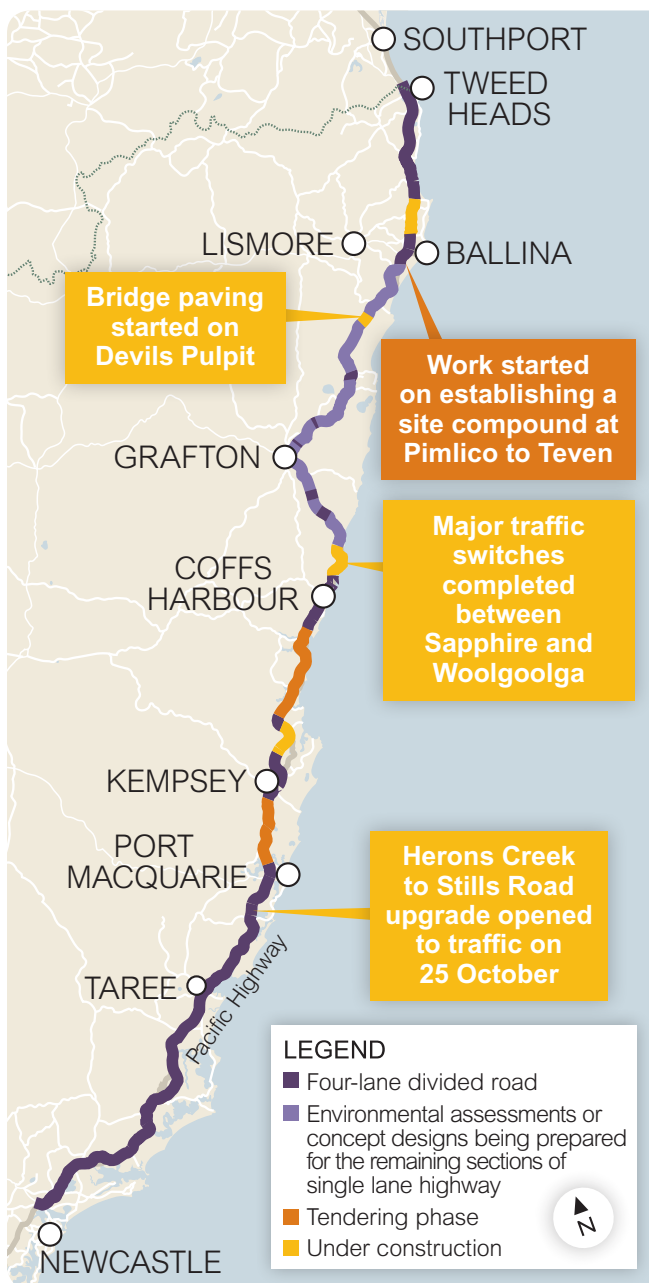 SOUTHPORT
TWEED
HEADS
LISMORE
BALLINA
Bridge paving
started on
Devils Pulpit
Work started
on establishing a
site compound at
Pimlico to Teven
GRAFTON
Major traffic
switches
completed
between
Sapphire and
Woolgoolga
COFFS
HARBOUR
KEMPSEY
PORT
MACQUARIE
Herons Creek
to Stills Road
upgrade opened
to traffic on
25 October
TAREE
Pacific Highway
LEGEND
Four-lane divided road
Environmental assessments or
concept designs being prepared
for the remaining sections of
single lane highway
Tendering phase
Under construction
N
NEWCASTLE